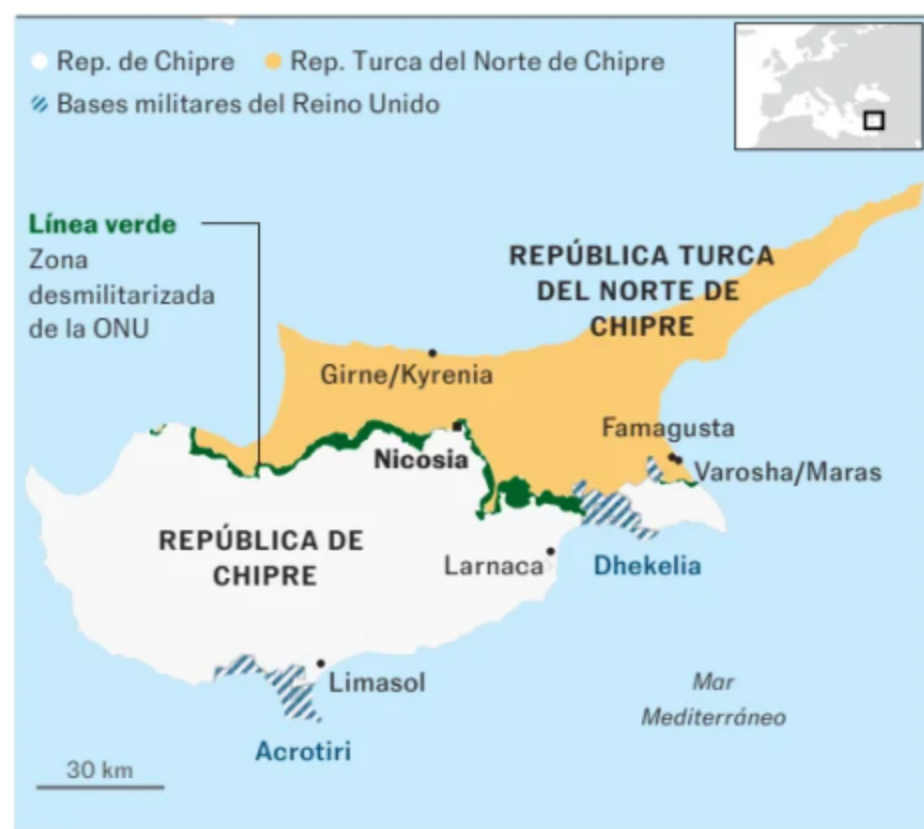 Rep. de Chipre
Rep. Turca del Norte de Chipre
Bases militares del Reino Unido
Línea verde
Zona
desmilitarizada
de la ONU
REPÚBLICA TURCA
DEL NORTE DE
CHIPRE
Girne/Kyrenia
Famagusta
Nicosia
Varosha/Maras
REPÚBLICA DE
CHIPRE
Larnaca
Dhekelia
Limasol
Mar
Mediterráneo
Acrotiri
30 km